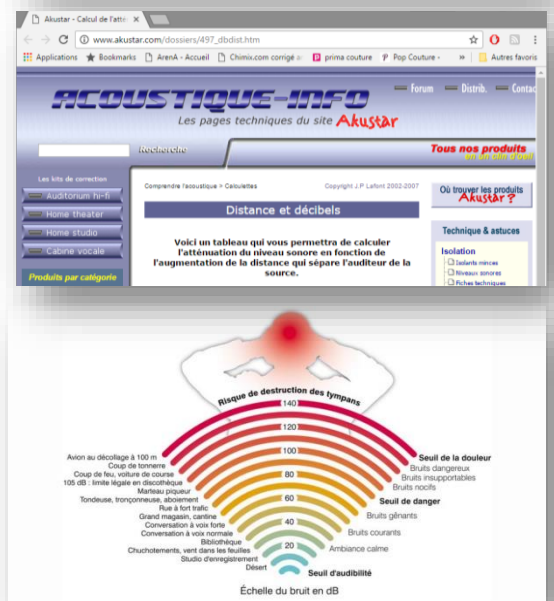 Akustar - Calcul de l'atté
www.akustar.com/dossiers/497_dbdist.htm
Applications Bookmarks ArenA - Accueil Chimix.com corrigé prima couture Pop Couture - » Autres favoris
Forum Distrib. Contac
ACOUSTIQUE-INFO
Les pages techniques du site Akustar
Recherche
Tous nos produits
en un clin d'oeil
Les kits de correction
Auditorium hi-fi
Home theater
Home studio
Cabine vocale
Produits par catégorie
Comprendre l'acoustique > Calculettes
Copyright J.P Lafont 2002-2007
Distance et décibels
Voici un tableau qui vous permettra de calculer
l'atténuation du niveau sonore en fonction de
l'augmentation de la distance qui sépare l'auditeur de la
source.
Où trouver les produits
Akustar ?
Technique & astuces
Isolation
Isolants minces
Niveaux sonores
Fiches techniques
Risque de destruction des tympans
140
120
100
80
60
40
20
Avion au décollage à 100 m
Coup de tonnerre
Coup de feu, voiture de course
105 dB : limite légale en discothèque
Marteau piqueur
Tondeuse, tronçonneuse, aboiement
Rue à fort trafic
Grand magasin, cantine
Conversation à voix forte
Conversation à voix normale
Bibliothèque
Chuchotements, vent dans les feuilles
Studio d'enregistrement
Désert
Seuil de la douleur
Bruits dangereux
Bruits insupportables
Bruits nocifs
Seuil de danger
Bruits gênants
Bruits courants
Ambiance calme
Seuil d'audibilité
Échelle du bruit en dB